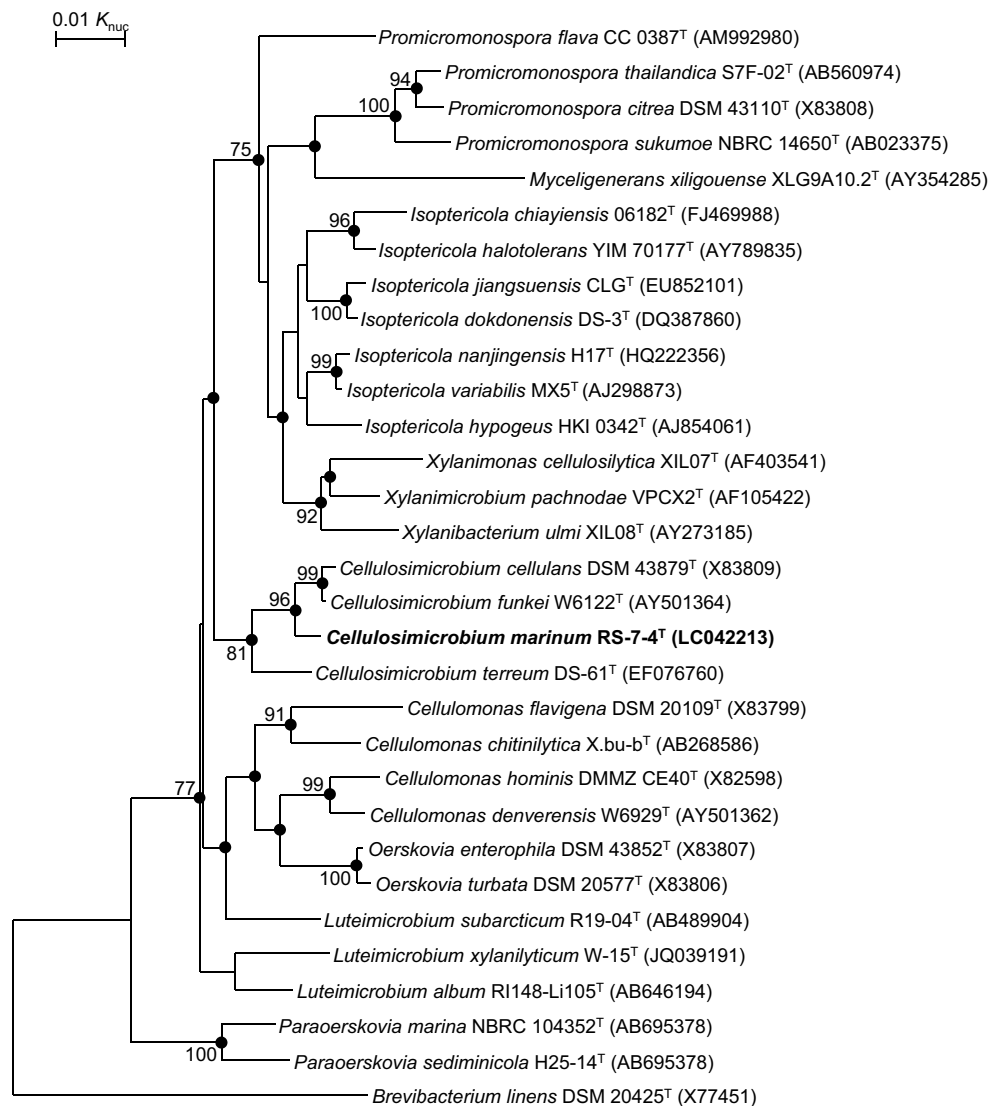 0.01 Knuc
Promicromonospora flava CC 0387T (AM992980)
94 Promicromonospora thailandica S7F-02T (AB560974)
100 Promicromonospora citrea DSM 43110T (X83808)
75 Promicromonospora sukumoe NBRC 14650T (AB023375)
Myceligenerans xiligouense XLG9A10.2T (AY354285)
96 Isoptericola chiayiensis 06182T (FJ469988)
Isoptericola halotolerans YIM 70177T (AY789835)
Isoptericola jiangsuensis CLGT (EU852101)
100 Isoptericola dokdonensis DS-3T (DQ387860)
99 Isoptericola nanjingensis H17T (HQ222356)
Isoptericola variabilis MX5T (AJ298873)
Isoptericola hypogeus HKI 0342T (AJ854061)
Xylanimonas cellulosilytica XIL07T (AF403541)
Xylanimicrobium pachnodae VPCX2T (AF105422)
92 Xylanibacterium ulmi XIL08T (AY273185)
99 Cellulosimicrobium cellulans DSM 43879T (X83809)
96 Cellulosimicrobium funkei W6122T (AY501364)
Cellulosimicrobium marinum RS-7-4T (LC042213)
81 Cellulosimicrobium terreum DS-61T (EF076760)
91 Cellulomonas flavigena DSM 20109T (X83799)
Cellulomonas chitinilytica X.bu-bT (AB268586)
77 99 Cellulomonas hominis DMMZ CE40T (X82598)
Cellulomonas denverensis W6929T (AY501362)
Oerskovia enterophila DSM 43852T (X83807)
100 Oerskovia turbata DSM 20577T (X83806)
Luteimicrobium subarcticum R19-04T (AB489904)
Luteimicrobium xylanilyticum W-15T (JQ039191)
Luteimicrobium album RI148-Li105T (AB646194)
Paraoerskovia marina NBRC 104352T (AB695378)
100 Paraoerskovia sediminicola H25-14T (AB695378)
Brevibacterium linens DSM 20425T (X77451)